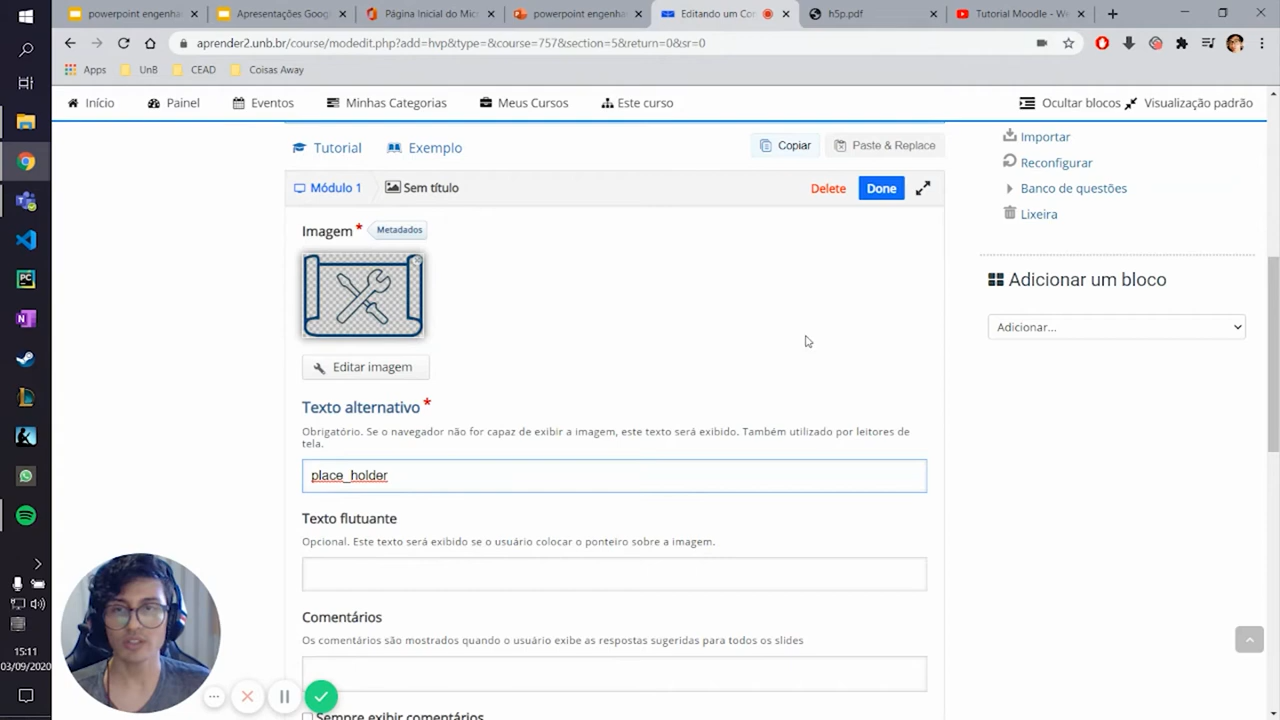 powerpoint engenha
Apresentações Goog
Página Inicial do Mic
powerpoint engenha
Editando um Co
h5p.pdf
Tutorial Moodle - W
aprender2.unb.br/course/modedit.php?add=hvp&type=&course=757&section=5&return=0&sr=0
Apps
UnB
CEAD
Coisas Away
Início
Painel
Eventos
Minhas Categorias
Meus Cursos
Este curso
Ocultar blocos
Visualização padrão
Tutorial
Exemplo
Copiar
Paste & Replace
Módulo 1
Sem título
Delete
Done
Imagem *
Metadados
Editar imagem
Texto alternativo *
Obrigatório. Se o navegador não for capaz de exibir a imagem, este texto será exibido. Também utilizado por leitores de
tela.
place_holder
Texto flutuante
Opcional. Este texto será exibido se o usuário colocar o ponteiro sobre a imagem.
Comentários
Os comentários são mostrados quando o usuário exibe as respostas sugeridas para todos os slides
Sempre exibir comentários
Importar
Reconfigurar
Banco de questões
Lixeira
Adicionar um bloco
Adicionar...
15:11
03/09/2020